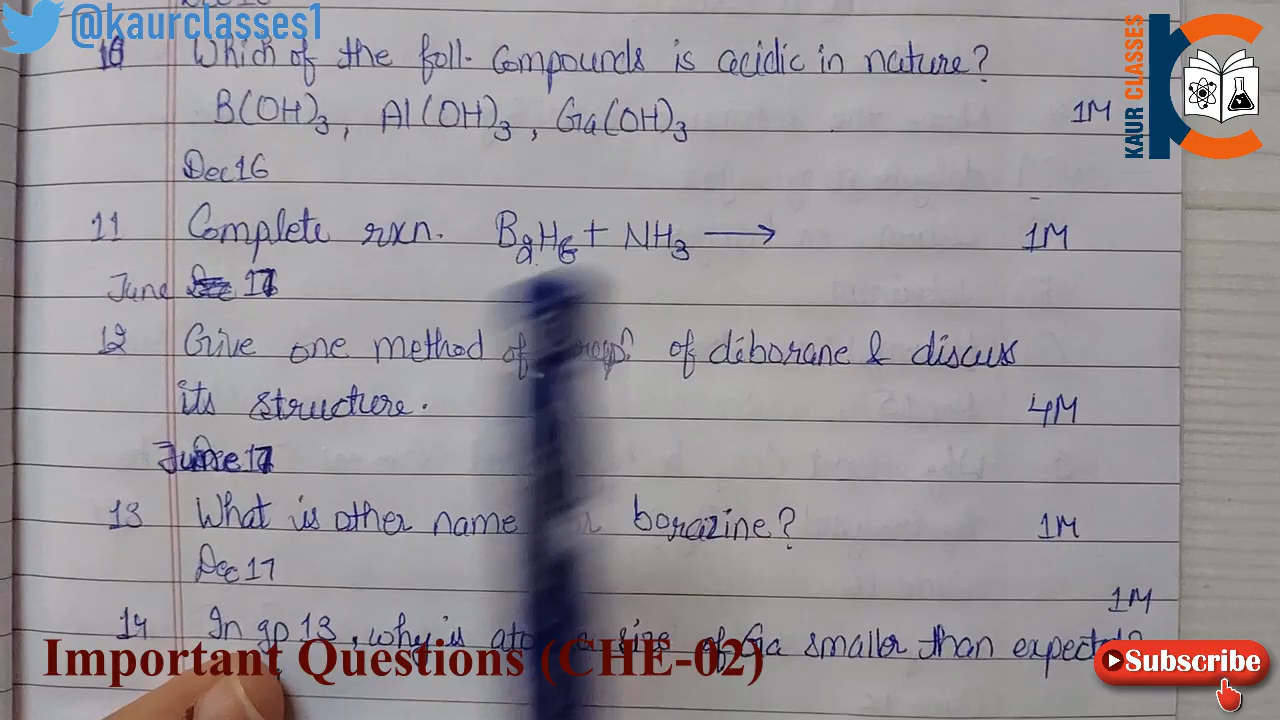 @kaurclasses1
KAUR CLASSES
10 Which of the foll. Compounds is acidic in nature?
B(OH)3, Al(OH)3, Ga(OH)3 1M
Dec 16
11 Complete rxn. B2H6 + NH3 → 1M
June 17
12 Give one method of of diborane & discuss
its structure. 4M
June 17
13 What is other name borazine? 1M
Dec 17
1M
14 In gp 13, why is size of Ga smaller than
Important Questions (CHE-02)
Subscribe